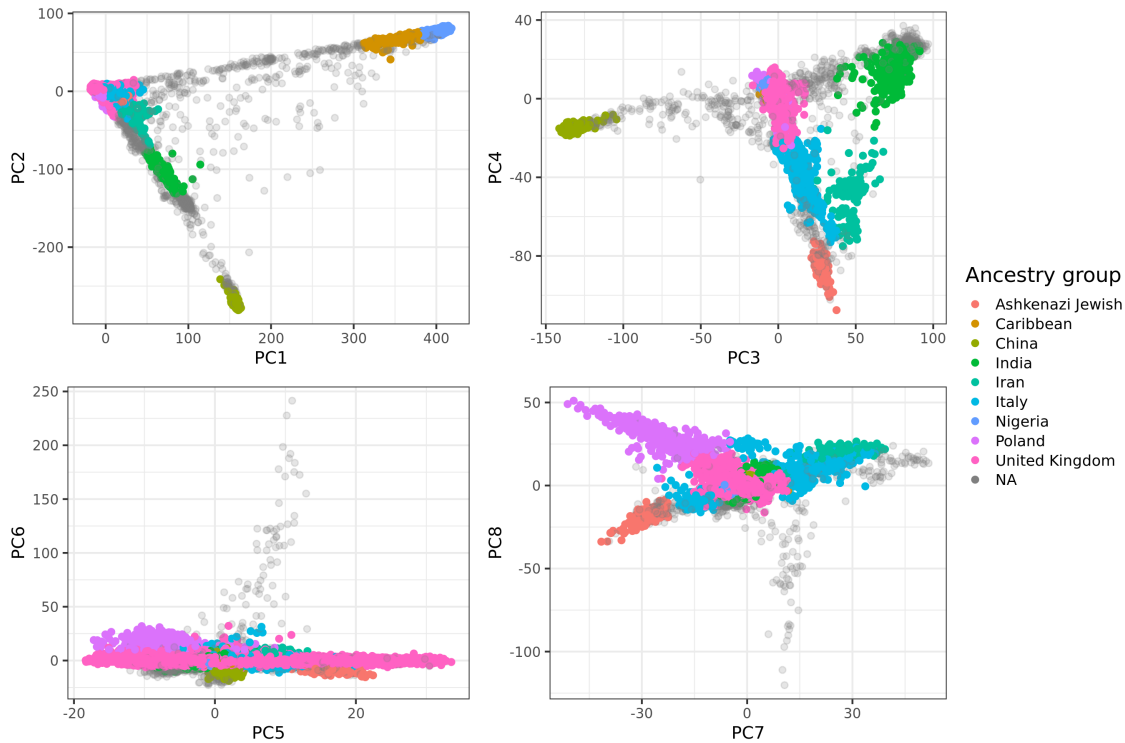 100
0
-100
-200
PC2
0
100
200
300
400
PC1
40
0
-40
-80
PC4
-150
-100
-50
0
50
100
PC3
250
200
150
100
50
0
PC6
-20
0
20
PC5
50
0
-50
-100
PC8
-30
0
30
PC7
Ancestry group
Ashkenazi Jewish
Caribbean
China
India
Iran
Italy
Nigeria
Poland
United Kingdom
NA